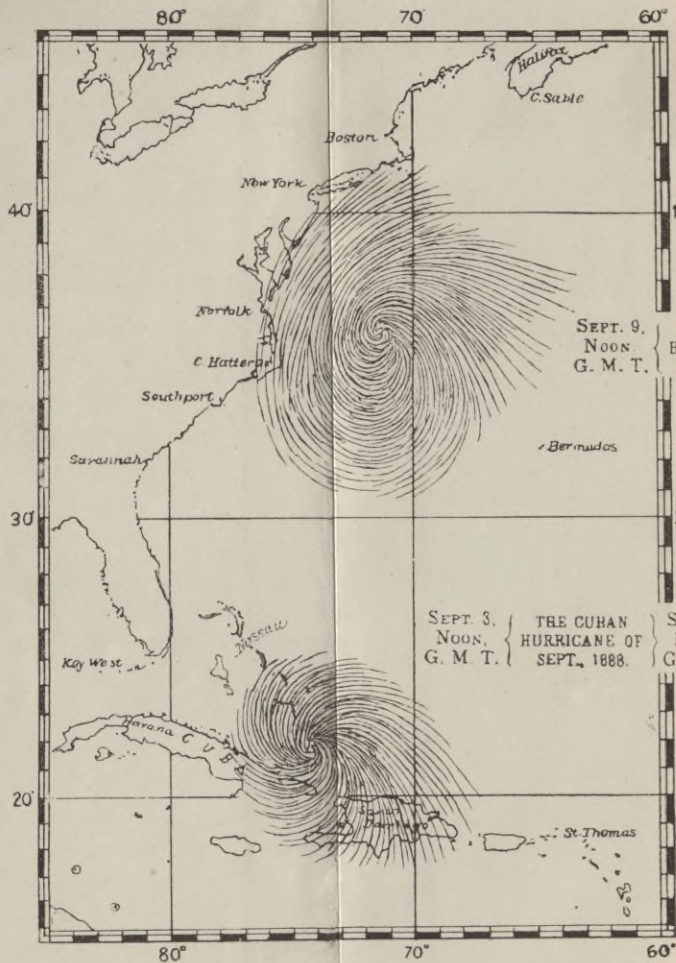 80° 70° 60°
Halifax
C. Sable
Boston
New York
40°
Norfolk
SEPT. 9,
NOON
G. M. T.
C Hatteras
Southport
Bermudas
Savannah
30°
SEPT. 3,
NOON,
G. M. T.
THE CUBAN
HURRICANE OF
SEPT., 1888.
Nassau
Key West
Havana
CUBA
20°
St. Thomas
80° 70° 60°